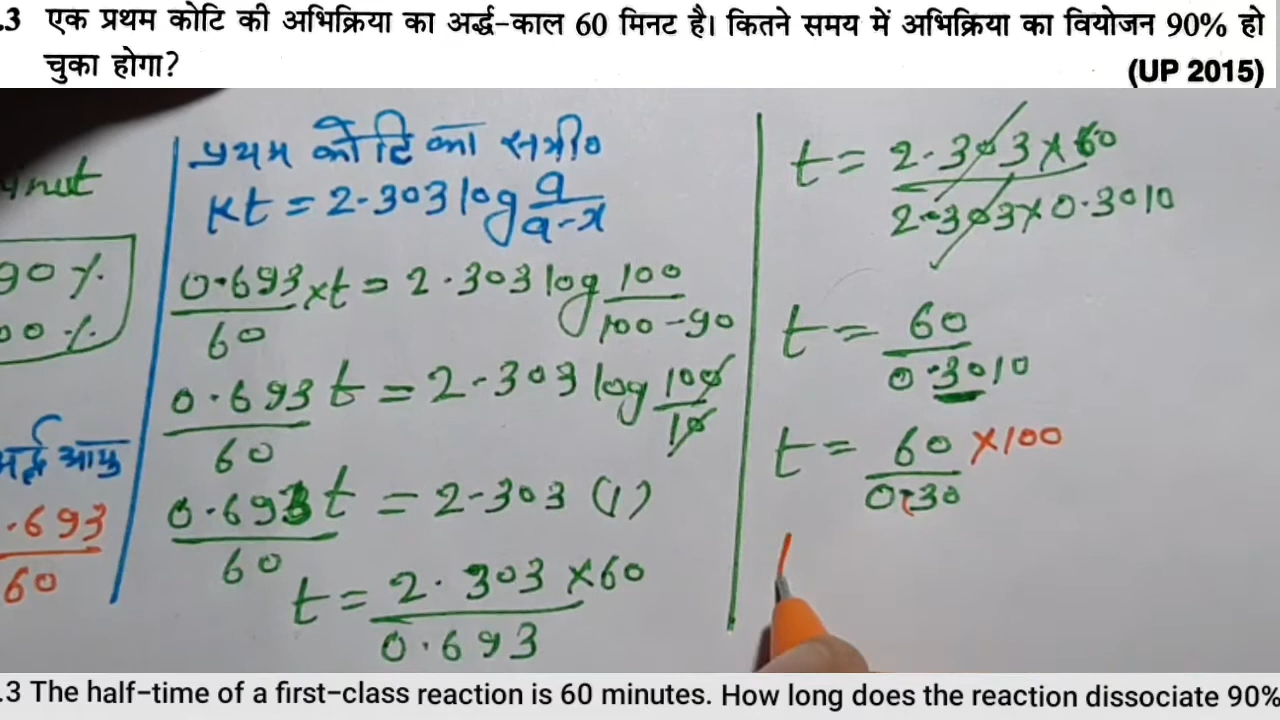 .3 एक प्रथम कोटि की अभिक्रिया का अर्द्ध-काल 60 मिनट है। कितने समय में अभिक्रिया का वियोजन 90% हो
चुका होगा?
(UP 2015)
90 %
00 %
.693
60
प्रथम कोटि का समी०
Kt = 2.303 log a/a-x
0.693/60 × t = 2.303 log 100/100-90
0.693/60 t = 2.303 log 100/10
0.693/60 t = 2.303 (1)
t = 2.303 × 60/0.693
t = 2.303 × 60/2.303 × 0.3010
t = 60/0.3010
t = 60 × 100/0.30
.3 The half-time of a first-class reaction is 60 minutes. How long does the reaction dissociate 90%